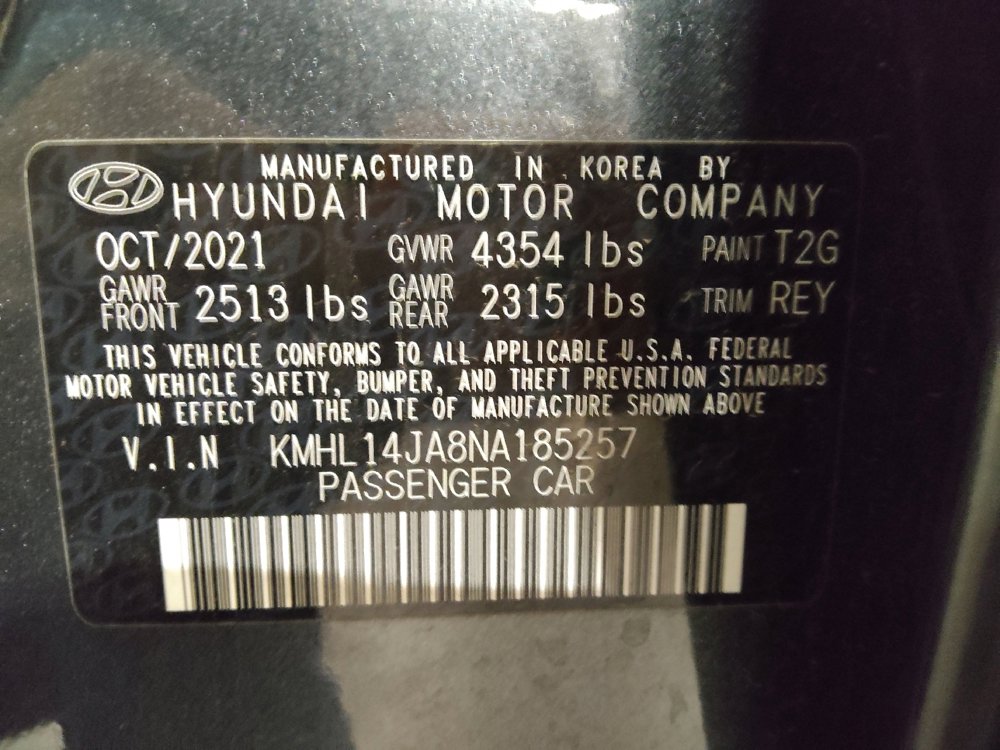 MANUFACTURED IN KOREA BY
HYUNDAI MOTOR COMPANY
OCT/2021 GVWR 4354 lbs PAINT T2G
GAWR FRONT 2513 lbs GAWR REAR 2315 lbs TRIM REY
THIS VEHICLE CONFORMS TO ALL APPLICABLE U.S.A. FEDERAL
MOTOR VEHICLE SAFETY, BUMPER, AND THEFT PREVENTION STANDARDS
IN EFFECT ON THE DATE OF MANUFACTURE SHOWN ABOVE
V.I.N KMHL14JA8NA185257
PASSENGER CAR